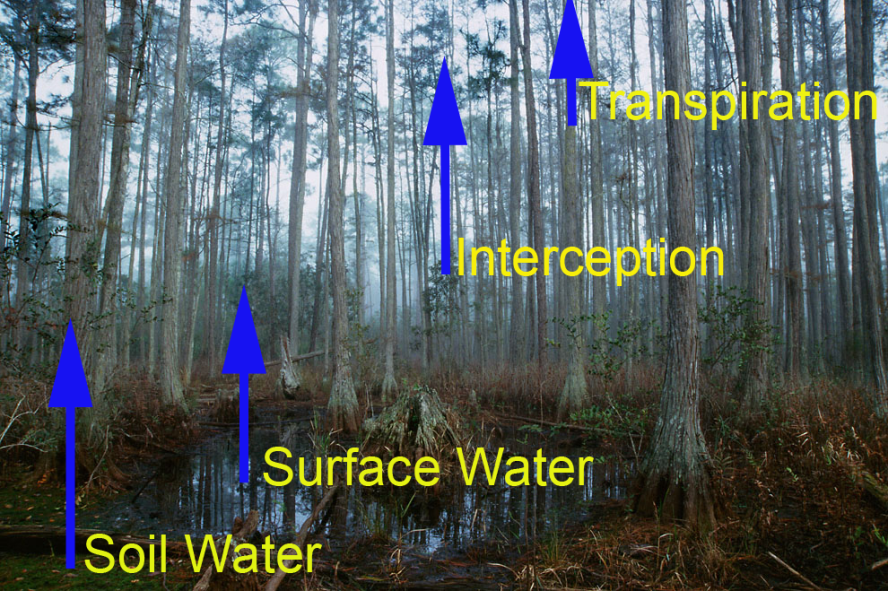 Transpiration
Interception
Surface Water
Soil Water